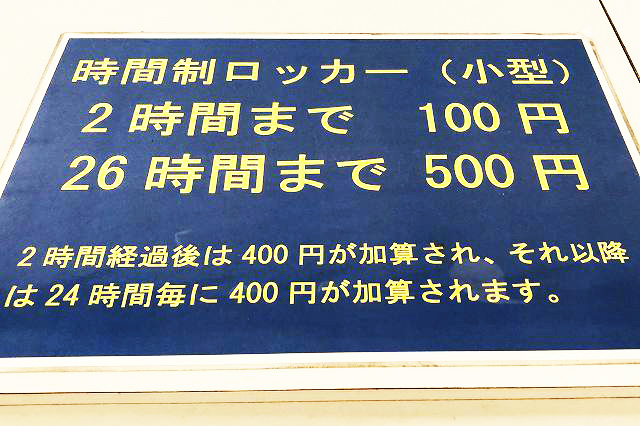 時間制ロッカー（小型）
2時間まで 100円
26時間まで 500円
2時間経過後は400円が加算され、それ以降
は24時間毎に400円が加算されます。